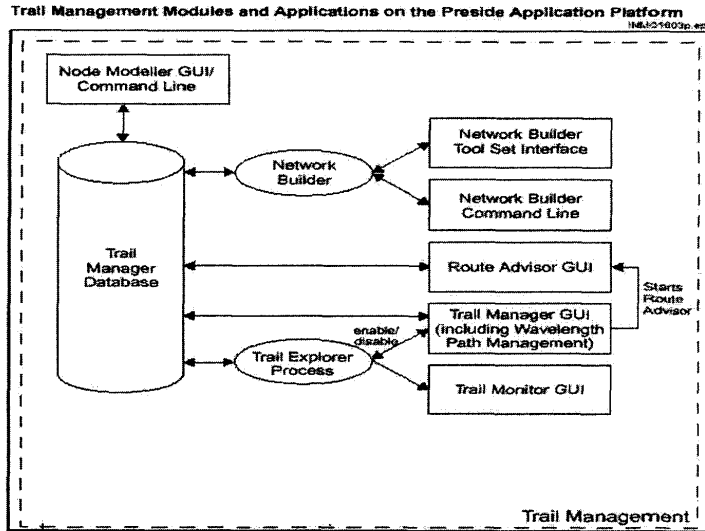 Trail Management Modules and Applications on the Preside Application Platform
Node Modeller GUI/
Command Line
Network
Builder
Network Builder
Tool Set Interface
Network Builder
Command Line
Trail
Manager
Database
Route Advisor GUI
Starts
Route
Advisor
enable/
disable
Trail Manager GUI
(including Wavelength
Path Management)
Trail Explorer
Process
Trail Monitor GUI
Trail Management